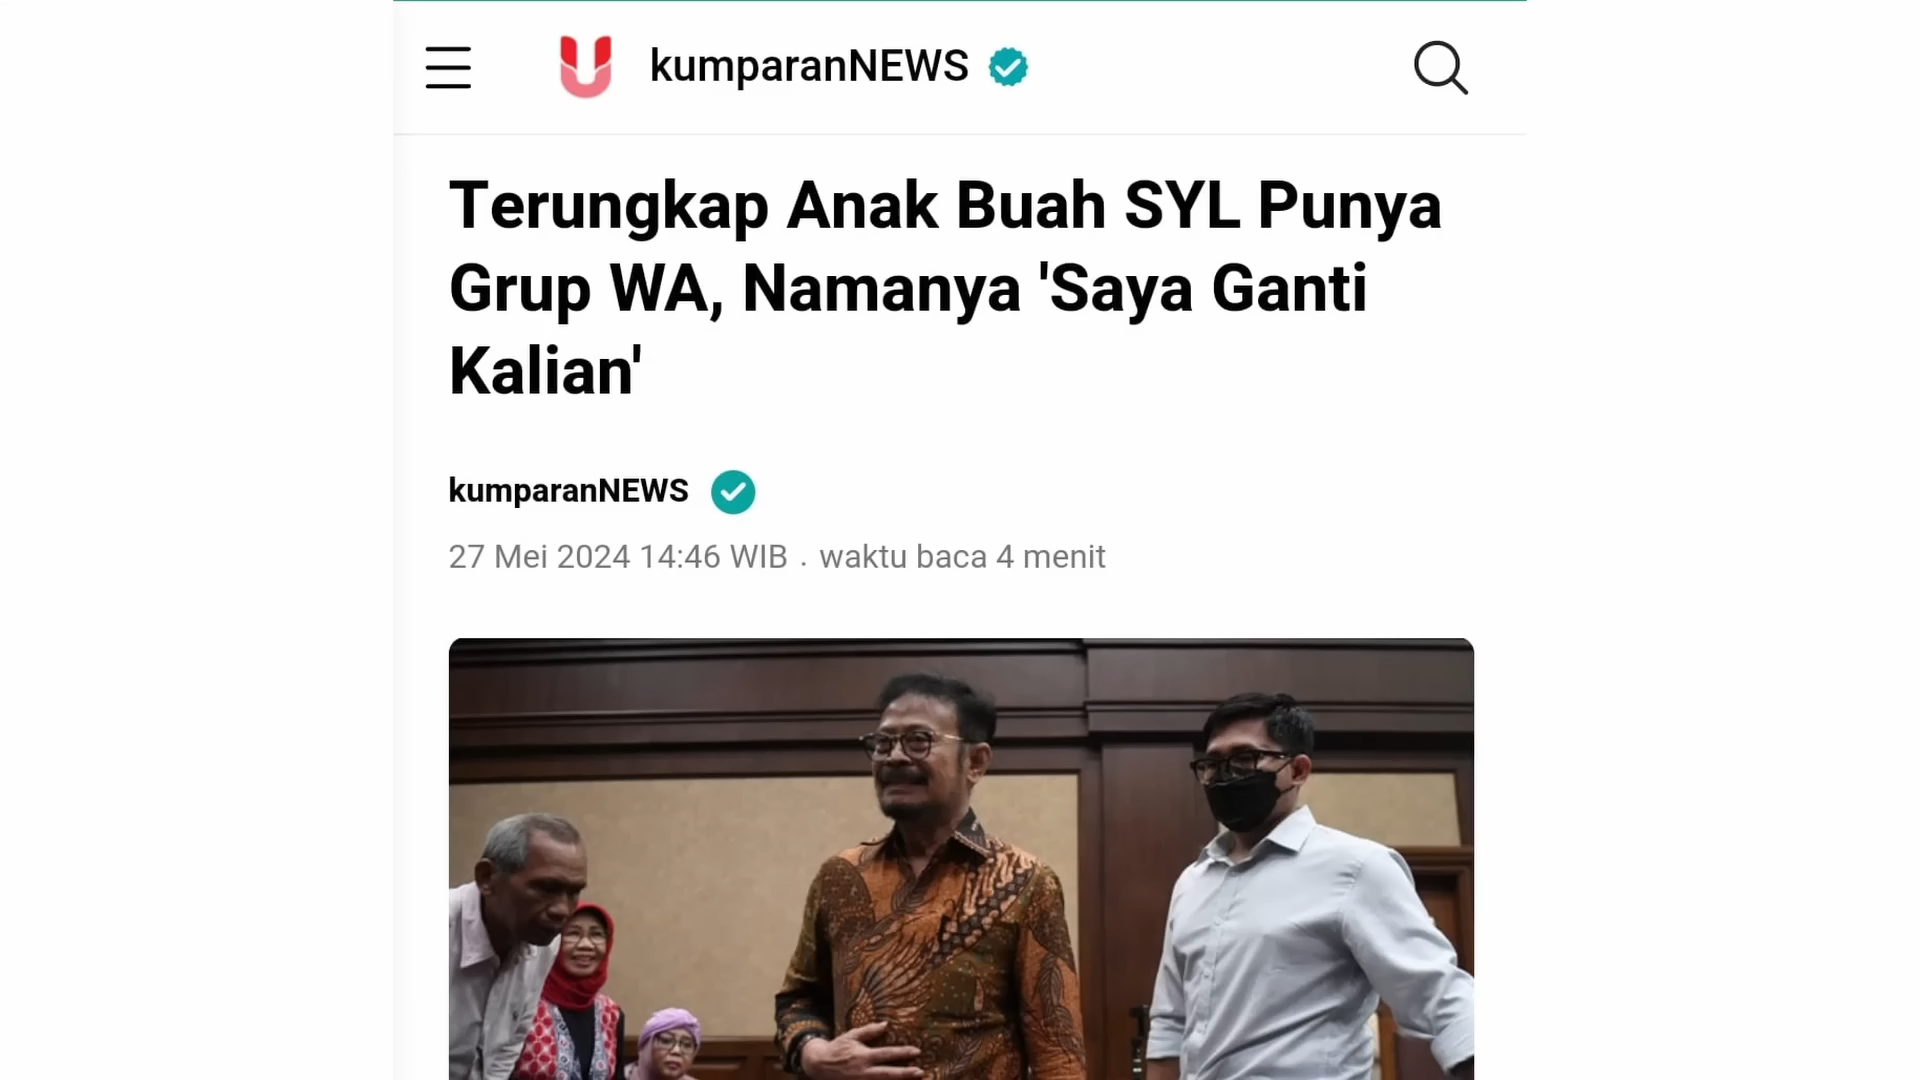 kumparanNEWS
Terungkap Anak Buah SYL Punya
Grup WA, Namanya 'Saya Ganti
Kalian'
kumparanNEWS
27 Mei 2024 14:46 WIB . waktu baca 4 menit